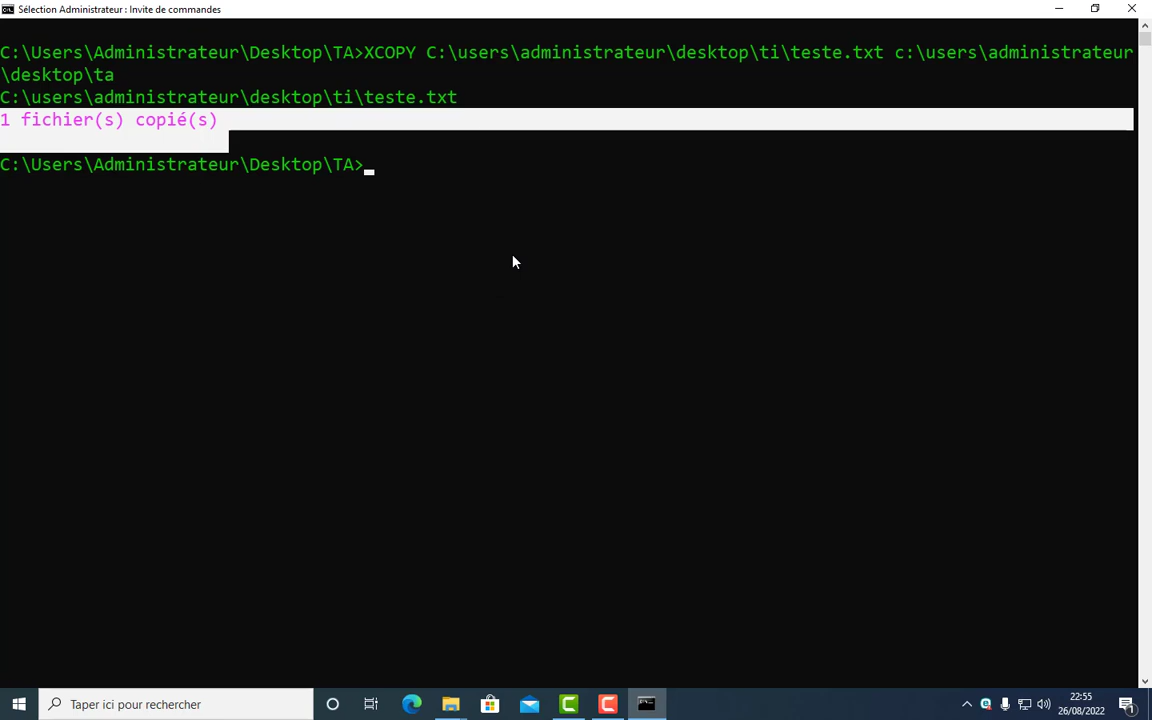 Sélection Administrateur : Invite de commandes
C:\Users\Administrateur\Desktop\TA>XCOPY C:\users\administrateur\desktop\ti\teste.txt c:\users\administrateur
\desktop\ta
C:\users\administrateur\desktop\ti\teste.txt
1 fichier(s) copié(s)
C:\Users\Administrateur\Desktop\TA>
Taper ici pour rechercher
22:55
26/08/2022
1